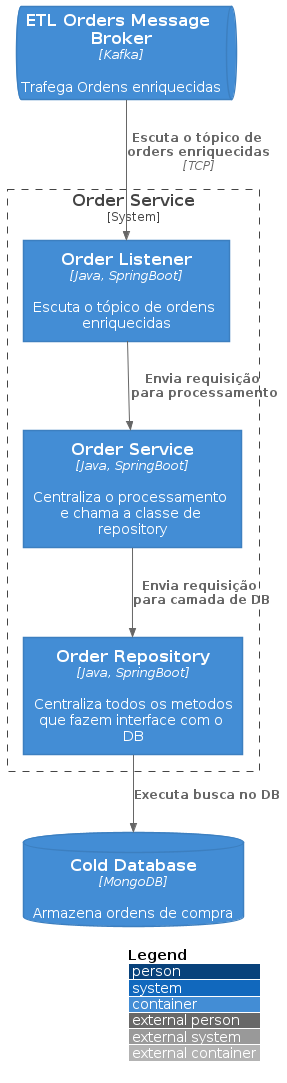 ETL Orders Message
Broker
[Kafka]
Trafega Ordens enriquecidas
Escuta o tópico de
orders enriquecidas
[TCP]
Order Service
[System]
Order Listener
[Java, SpringBoot]
Escuta o tópico de ordens
enriquecidas
Envia requisição
para processamento
Order Service
[Java, SpringBoot]
Centraliza o processamento
e chama a classe de
repository
Envia requisição
para camada de DB
Order Repository
[Java, SpringBoot]
Centraliza todos os metodos
que fazem interface com o
DB
Executa busca no DB
Cold Database
[MongoDB]
Armazena ordens de compra
Legend
person
system
container
external person
external system
external container